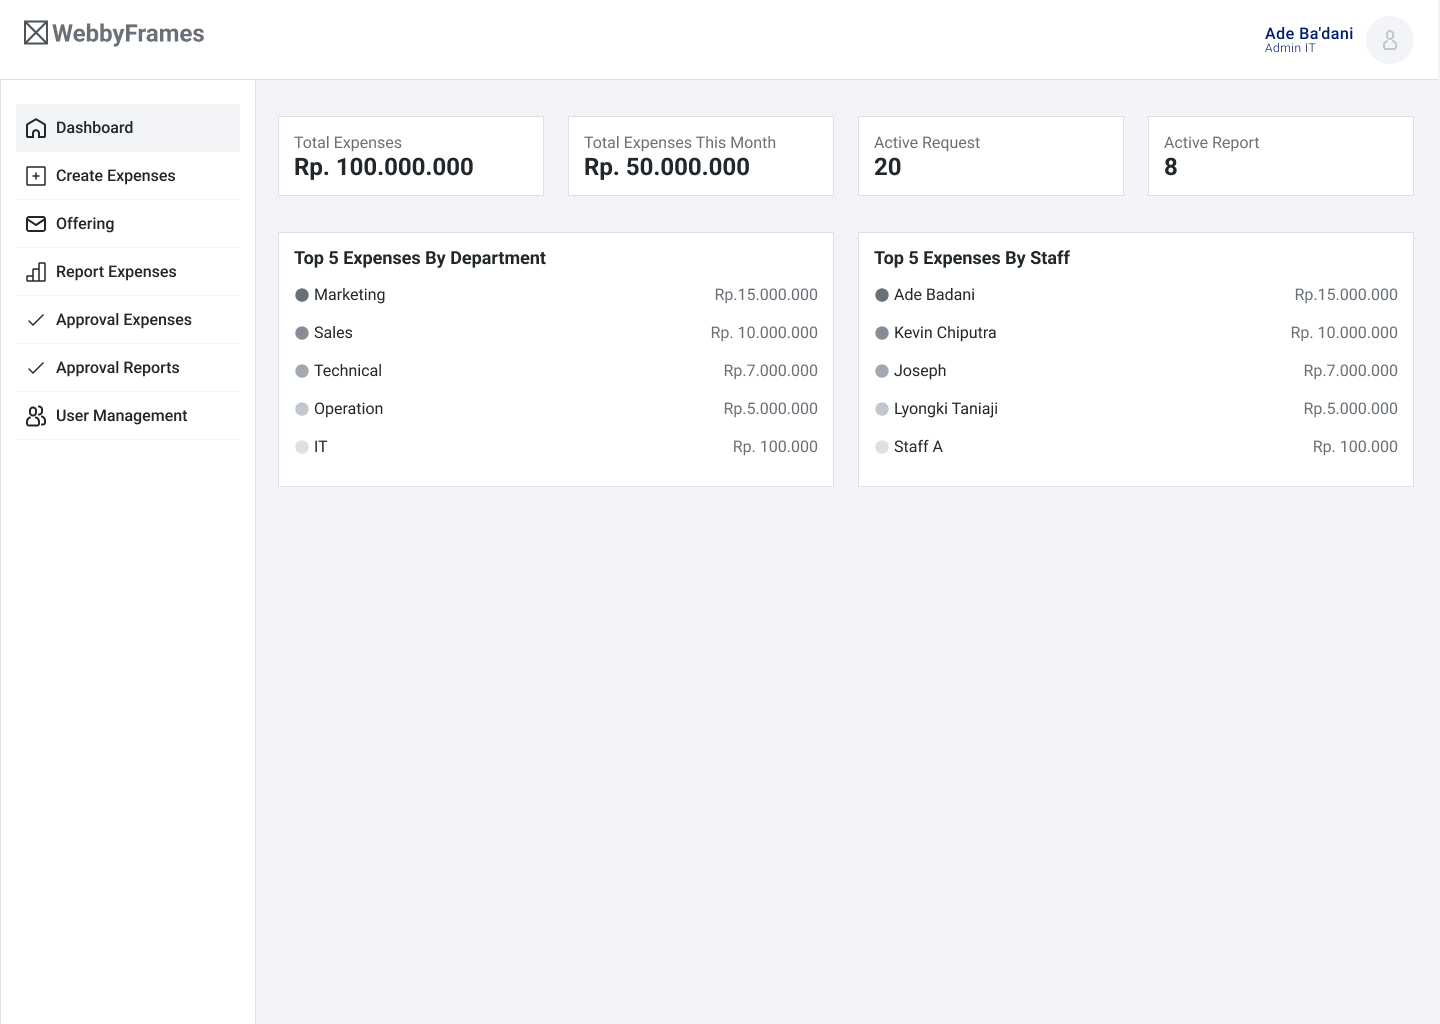 WebbyFrames
Ade Ba'dani
Admin IT
Dashboard
Create Expenses
Offering
Report Expenses
Approval Expenses
Approval Reports
User Management
Total Expenses
Rp. 100.000.000
Total Expenses This Month
Rp. 50.000.000
Active Request
20
Active Report
8
Top 5 Expenses By Department
Marketing Rp.15.000.000
Sales Rp. 10.000.000
Technical Rp.7.000.000
Operation Rp.5.000.000
IT Rp. 100.000
Top 5 Expenses By Staff
Ade Badani Rp.15.000.000
Kevin Chiputra Rp. 10.000.000
Joseph Rp.7.000.000
Lyongki Taniaji Rp.5.000.000
Staff A Rp. 100.000